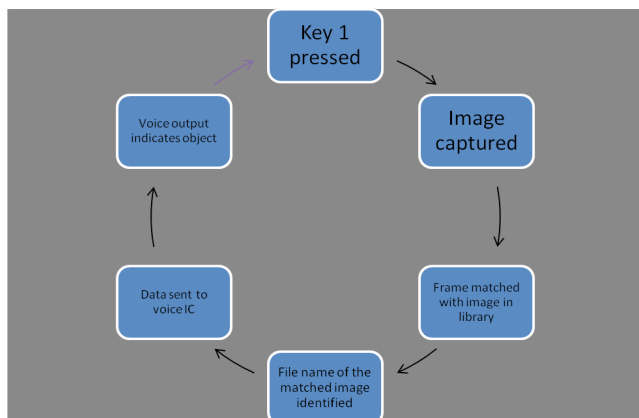 Key 1
pressed
Image
captured
Frame matched
with image in
library
File name of the
matched image
identified
Data sent to
voice IC
Voice output
indicates object